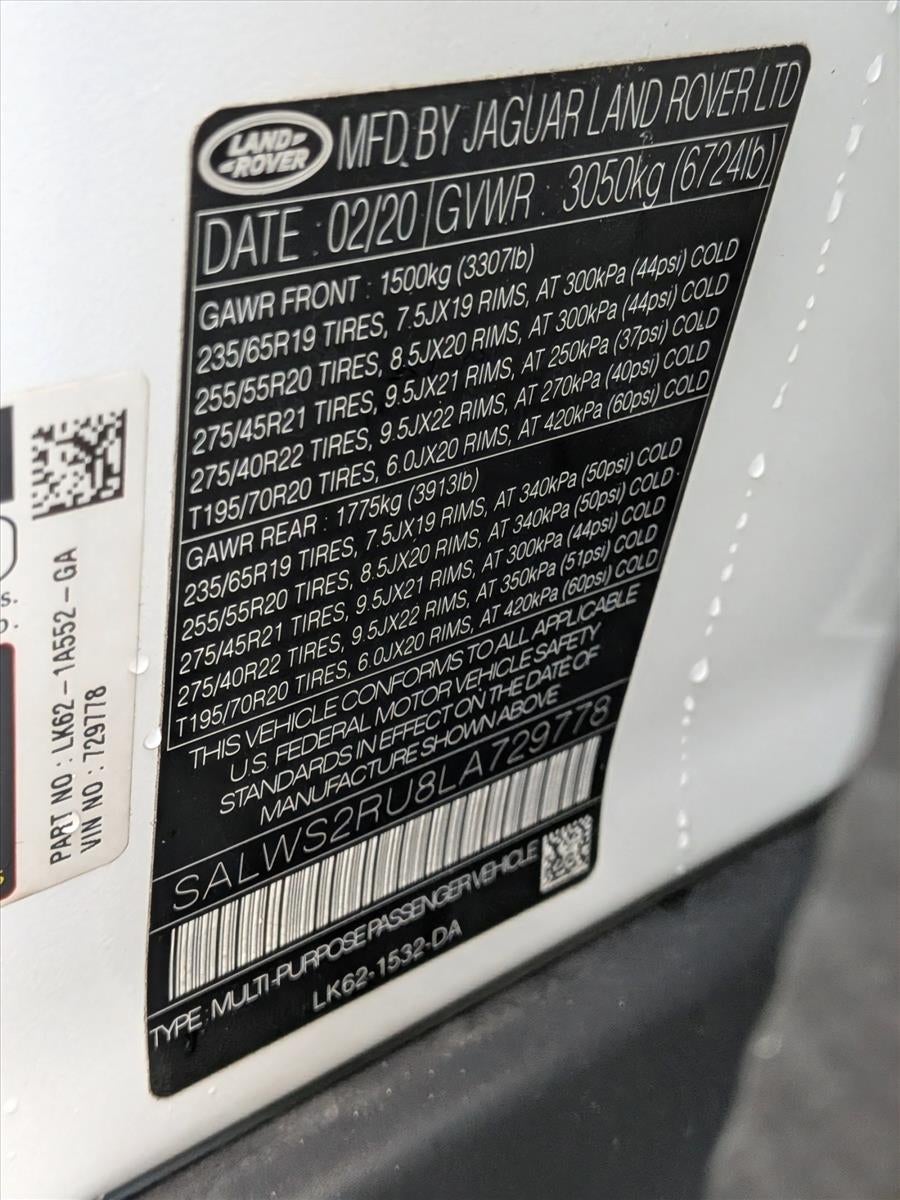 LAND ROVER
MFD BY JAGUAR LAND ROVER LTD
DATE : 02/20 GVWR : 3050kg (6724lb)
GAWR FRONT : 1500kg (3307lb)
235/65R19 TIRES, 7.5JX19 RIMS, AT 300kPa (44psi) COLD
255/55R20 TIRES, 8.5JX20 RIMS, AT 300kPa (44psi) COLD
275/45R21 TIRES, 9.5JX21 RIMS, AT 250kPa (37psi) COLD
275/40R22 TIRES, 9.5JX22 RIMS, AT 270kPa (40psi) COLD
T195/70R20 TIRES, 6.0JX20 RIMS, AT 420kPa (60psi) COLD
GAWR REAR : 1775kg (3913lb)
235/65R19 TIRES, 7.5JX19 RIMS, AT 340kPa (50psi) COLD
255/55R20 TIRES, 8.5JX20 RIMS, AT 340kPa (50psi) COLD
275/45R21 TIRES, 9.5JX21 RIMS, AT 300kPa (44psi) COLD
275/40R22 TIRES, 9.5JX22 RIMS, AT 350kPa (51psi) COLD
T195/70R20 TIRES, 6.0JX20 RIMS, AT 420kPa (60psi) COLD
THIS VEHICLE CONFORMS TO ALL APPLICABLE
U.S. FEDERAL MOTOR VEHICLE SAFETY
STANDARDS IN EFFECT ON THE DATE OF
MANUFACTURE SHOWN ABOVE
SALWS2RU8LA729778
TYPE: MULTI-PURPOSE PASSENGER VEHICLE
LK62-1532-DA
PART NO : LK62-1A552-GA
VIN NO : 729778